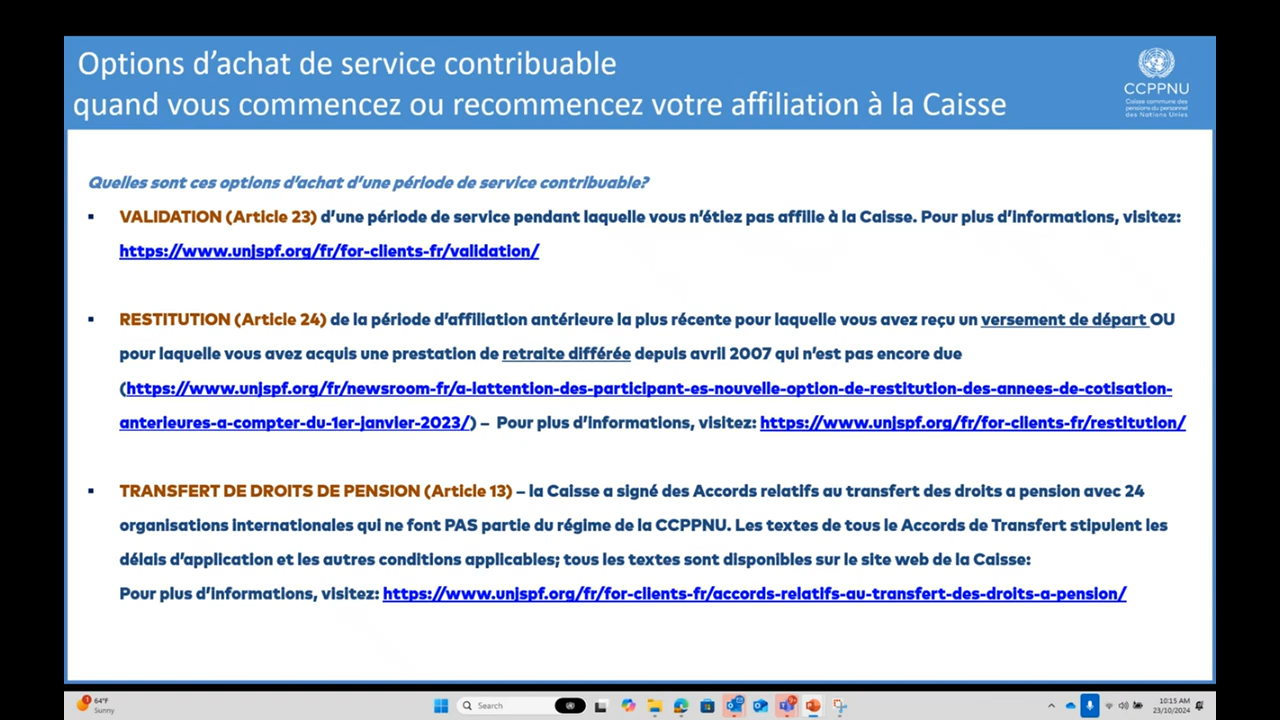 Options d'achat de service contribuable
quand vous commencez ou recommencez votre affiliation à la Caisse
CCPPNU
Caisse commune des
pensions du personnel
des Nations Unies
Quelles sont ces options d'achat d'une période de service contribuable?
▪ VALIDATION (Article 23) d'une période de service pendant laquelle vous n'étiez pas affilie à la Caisse. Pour plus d'informations, visitez:
https://www.unjspf.org/fr/for-clients-fr/validation/
▪ RESTITUTION (Article 24) de la période d'affiliation antérieure la plus récente pour laquelle vous avez reçu un versement de départ OU
pour laquelle vous avez acquis une prestation de retraite différée depuis avril 2007 qui n'est pas encore due
(https://www.unjspf.org/fr/newsroom-fr/a-lattention-des-participant-es-nouvelle-option-de-restitution-des-annees-de-cotisation-
anterieures-a-compter-du-1er-janvier-2023/) – Pour plus d'informations, visitez: https://www.unjspf.org/fr/for-clients-fr/restitution/
▪ TRANSFERT DE DROITS DE PENSION (Article 13) – la Caisse a signé des Accords relatifs au transfert des droits a pension avec 24
organisations internationales qui ne font PAS partie du régime de la CCPPNU. Les textes de tous le Accords de Transfert stipulent les
délais d'application et les autres conditions applicables; tous les textes sont disponibles sur le site web de la Caisse:
Pour plus d'informations, visitez: https://www.unjspf.org/fr/for-clients-fr/accords-relatifs-au-transfert-des-droits-a-pension/
64°F
Sunny
Search
10:15 AM
23/10/2024